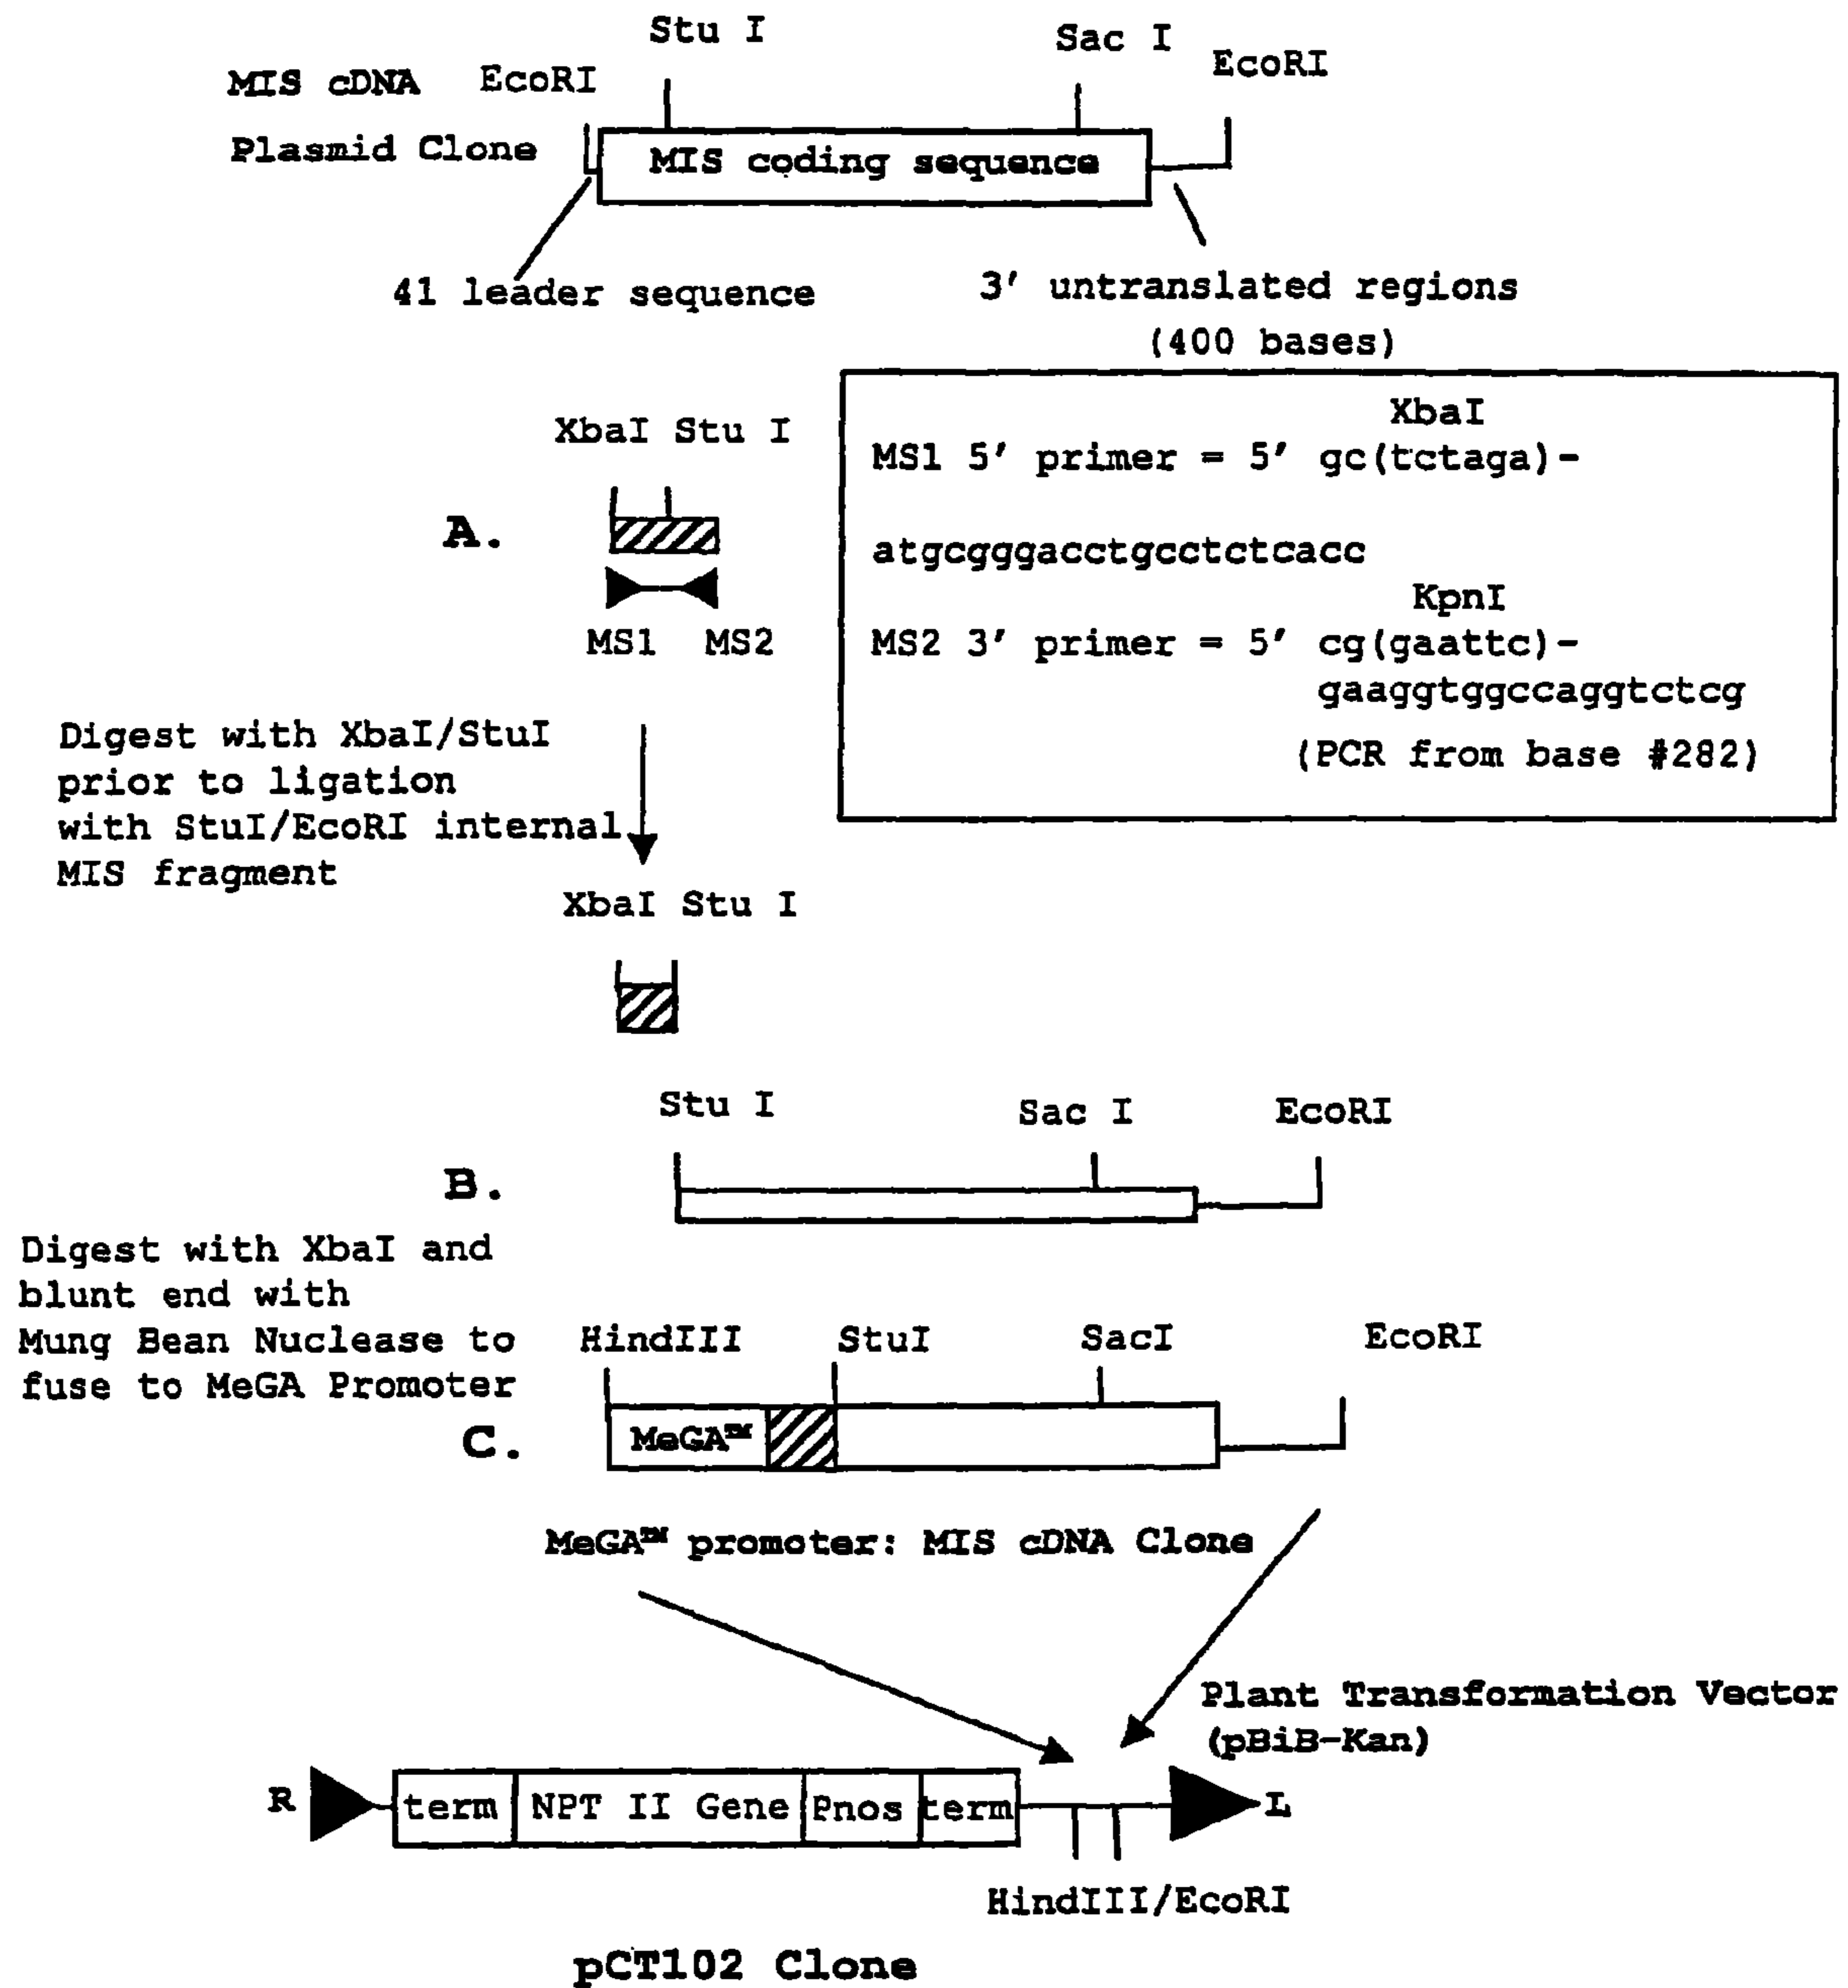 Stu I
Sac I
EcoRI
MIS cDNA EcoRI
Plasmid Clone
MIS coding sequence
41 leader sequence
3' untranslated regions
(400 bases)
XbaI Stu I
A.
MS1 MS2
XbaI
MS1 5' primer = 5' gc(tctaga)-
atgcgggacctgcctctcacc
KpnI
MS2 3' primer = 5' cg(gaattc)-
gaaggtggccaggtctcg
(PCR from base #282)
Digest with XbaI/StuI
prior to ligation
with StuI/EcoRI internal
MIS fragment
XbaI Stu I
Stu I Sac I EcoRI
B.
Digest with XbaI and
blunt end with
Mung Bean Nuclease to
fuse to MeGA Promoter
HindIII StuI SacI EcoRI
C.
MeGA™
MeGA™ promoter: MIS cDNA Clone
Plant Transformation Vector
(pBiB-Kan)
R term NPT II Gene Pnos term L
HindIII/EcoRI
pCT102 Clone